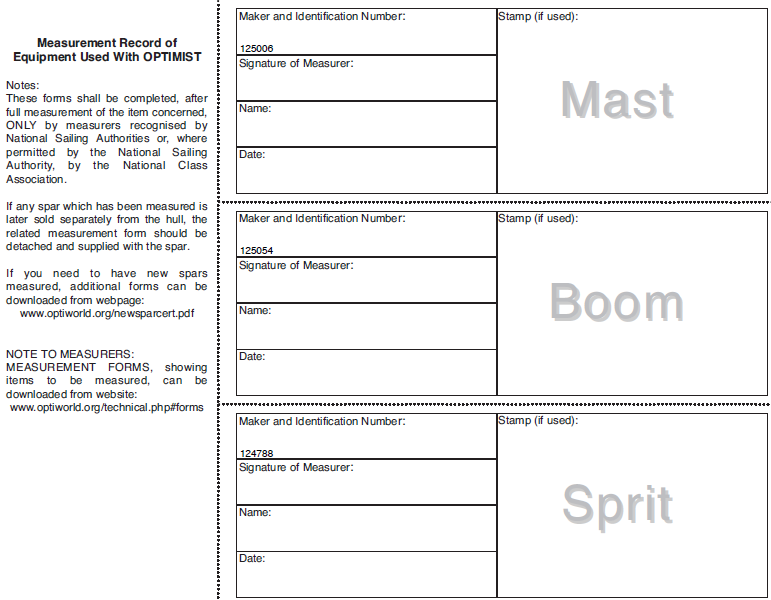 Measurement Record of
Equipment Used With OPTIMIST
Notes:
These forms shall be completed, after
full measurement of the item concerned,
ONLY by measurers recognised by
National Sailing Authorities or, where
permitted by the National Sailing
Authority, by the National Class
Association.
If any spar which has been measured is
later sold separately from the hull, the
related measurement form should be
detached and supplied with the spar.
If you need to have new spars
measured, additional forms can be
downloaded from webpage:
www.optiworld.org/newsparcert.pdf
NOTE TO MEASURERS:
MEASUREMENT FORMS, showing
items to be measured, can be
downloaded from website:
www.optiworld.org/technical.php#forms
Maker and Identification Number:
125006
Signature of Measurer:
Name:
Date:
Stamp (if used):
Mast
Maker and Identification Number:
125054
Signature of Measurer:
Name:
Date:
Stamp (if used):
Boom
Maker and Identification Number:
124788
Signature of Measurer:
Name:
Date:
Stamp (if used):
Sprit